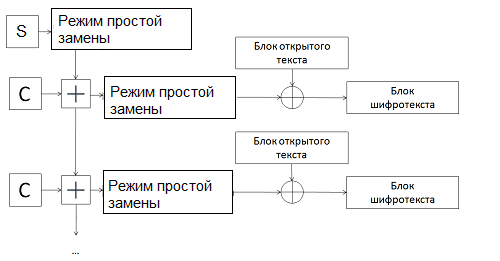 S
Режим простой
замены
Блок открытого
текста
C
+
Режим простой
замены
Блок
шифротекста
Блок открытого
текста
C
+
Режим простой
замены
Блок
шифротекста
...